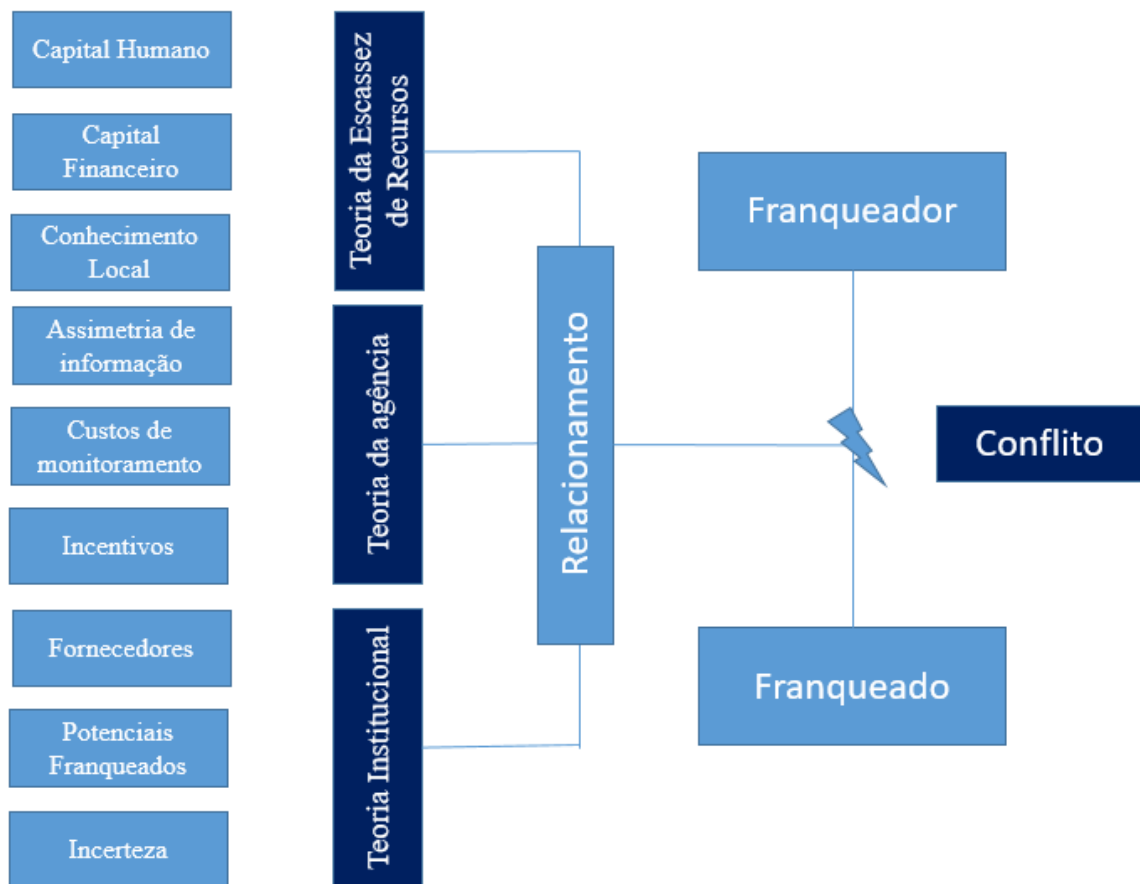 Capital Humano
Capital
Financeiro
Conhecimento
Local
Assimetria de
informação
Custos de
monitoramento
Incentivos
Fornecedores
Potenciais
Franqueados
Incerteza
Teoria da Escassez
de Recursos
Teoria da agência
Teoria Institucional
Relacionamento
Franqueador
Conflito
Franqueado